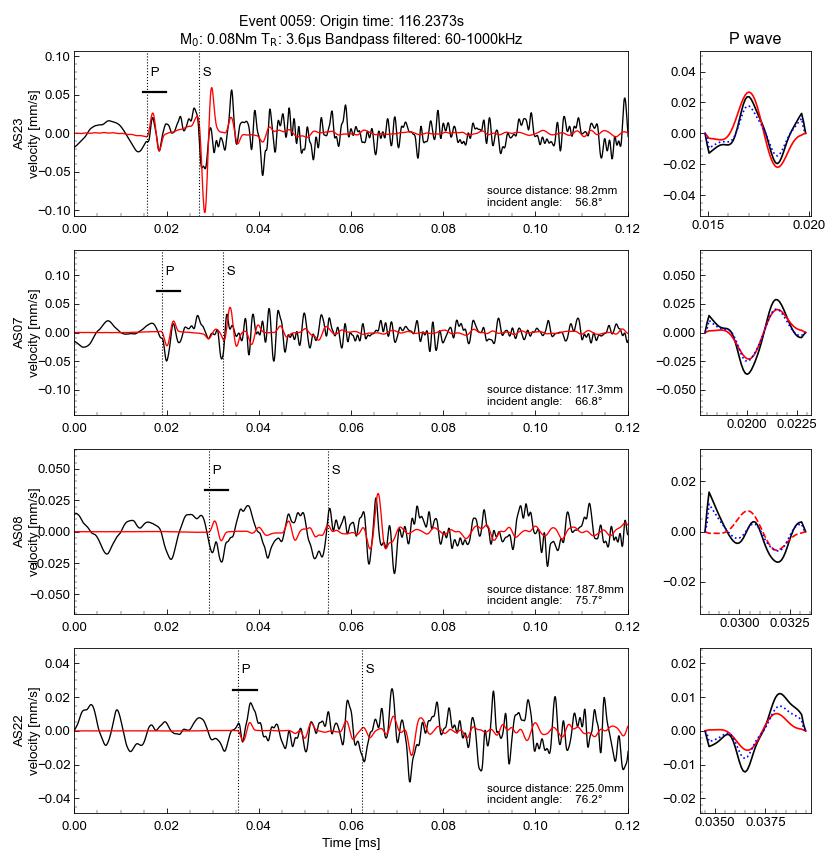 Event 0059: Origin time: 116.2373s
M0: 0.08Nm TR: 3.6μs Bandpass filtered: 60-1000kHz
P wave
AS23
velocity [mm/s]
0.10
0.05
0.00
−0.05
−0.10
P
S
source distance: 98.2mm
incident angle: 56.8°
0.00 0.02 0.04 0.06 0.08 0.10 0.12
0.04
0.02
0.00
−0.02
−0.04
0.015 0.020
AS07
velocity [mm/s]
0.10
0.05
0.00
−0.05
−0.10
P
S
source distance: 117.3mm
incident angle: 66.8°
0.00 0.02 0.04 0.06 0.08 0.10 0.12
0.050
0.025
0.000
−0.025
−0.050
0.0200 0.0225
AS08
velocity [mm/s]
0.050
0.025
0.000
−0.025
−0.050
P
S
source distance: 187.8mm
incident angle: 75.7°
0.00 0.02 0.04 0.06 0.08 0.10 0.12
0.02
0.00
−0.02
0.0300 0.0325
AS22
velocity [mm/s]
0.04
0.02
0.00
−0.02
−0.04
P
S
source distance: 225.0mm
incident angle: 76.2°
0.00 0.02 0.04 0.06 0.08 0.10 0.12
Time [ms]
0.02
0.01
0.00
−0.01
−0.02
0.0350 0.0375